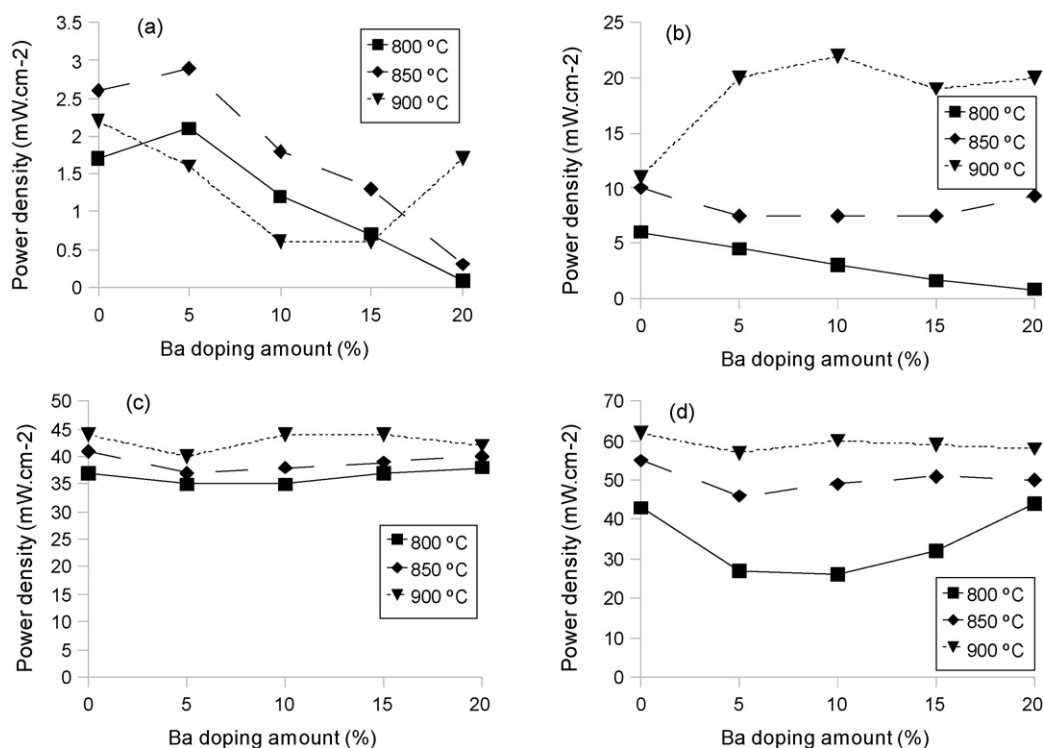 (a)
Power density (mW.cm-2)
3.5
3
2.5
2
1.5
1
0.5
0
0 5 10 15 20
Ba doping amount (%)
800 ºC
850 ºC
900 ºC
(b)
Power density (mW.cm-2)
25
20
15
10
5
0
0 5 10 15 20
Ba doping amount (%)
800 ºC
850 ºC
900 ºC
(c)
Power density (mW.cm-2)
50
45
40
35
30
25
20
15
10
5
0
0 5 10 15 20
Ba doping amount (%)
800 ºC
850 ºC
900 ºC
(d)
Power density (mW.cm-2)
70
60
50
40
30
20
10
0
0 5 10 15 20
Ba doping amount (%)
800 ºC
850 ºC
900 ºC